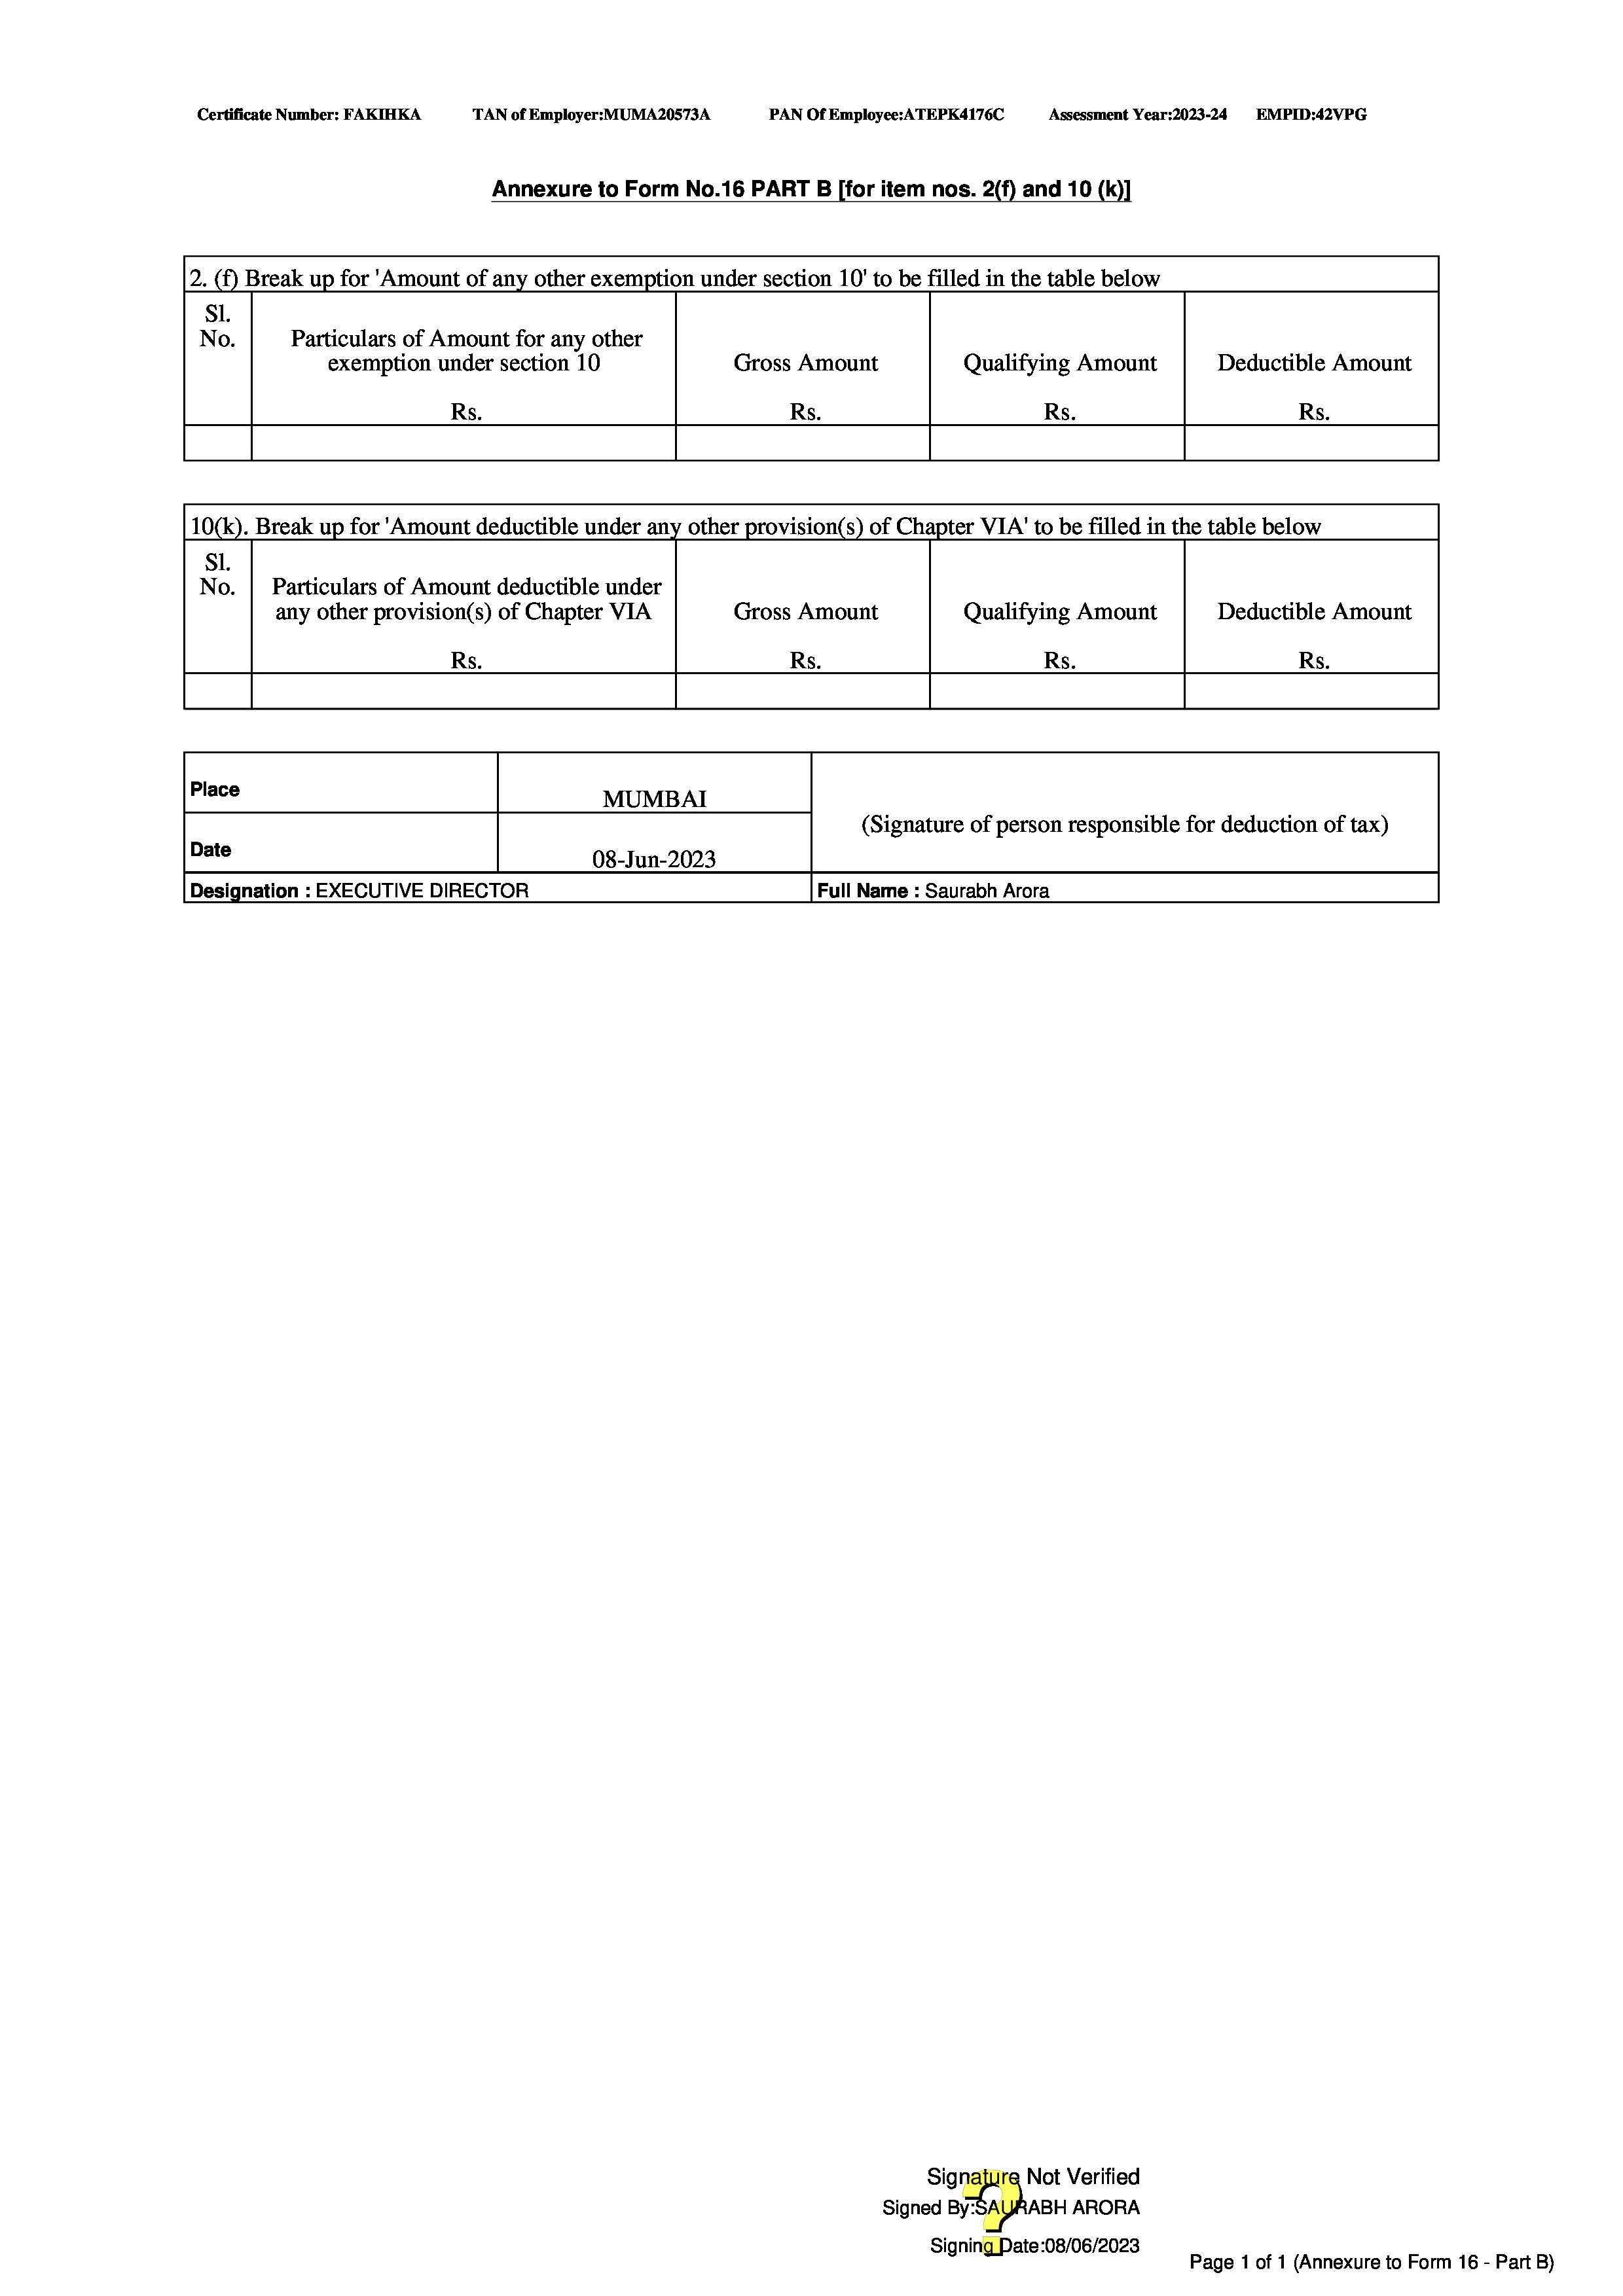 Certificate Number: FAKIHKA TAN of Employer:MUMA20573A PAN Of Employee:ATEPK4176C Assessment Year:2023-24 EMPID:42VPG
Annexure to Form No.16 PART B [for item nos. 2(f) and 10 (k)]
2. (f) Break up for 'Amount of any other exemption under section 10' to be filled in the table below
Sl.
No. Particulars of Amount for any other
exemption under section 10 Gross Amount Qualifying Amount Deductible Amount
Rs. Rs. Rs. Rs.
10(k). Break up for 'Amount deductible under any other provision(s) of Chapter VIA' to be filled in the table below
Sl.
No. Particulars of Amount deductible under
any other provision(s) of Chapter VIA Gross Amount Qualifying Amount Deductible Amount
Rs. Rs. Rs. Rs.
Place MUMBAI
(Signature of person responsible for deduction of tax)
Date 08-Jun-2023
Designation : EXECUTIVE DIRECTOR Full Name : Saurabh Arora
Signature Not Verified
Signed By:SAURABH ARORA
Signing Date:08/06/2023
Page 1 of 1 (Annexure to Form 16 - Part B)